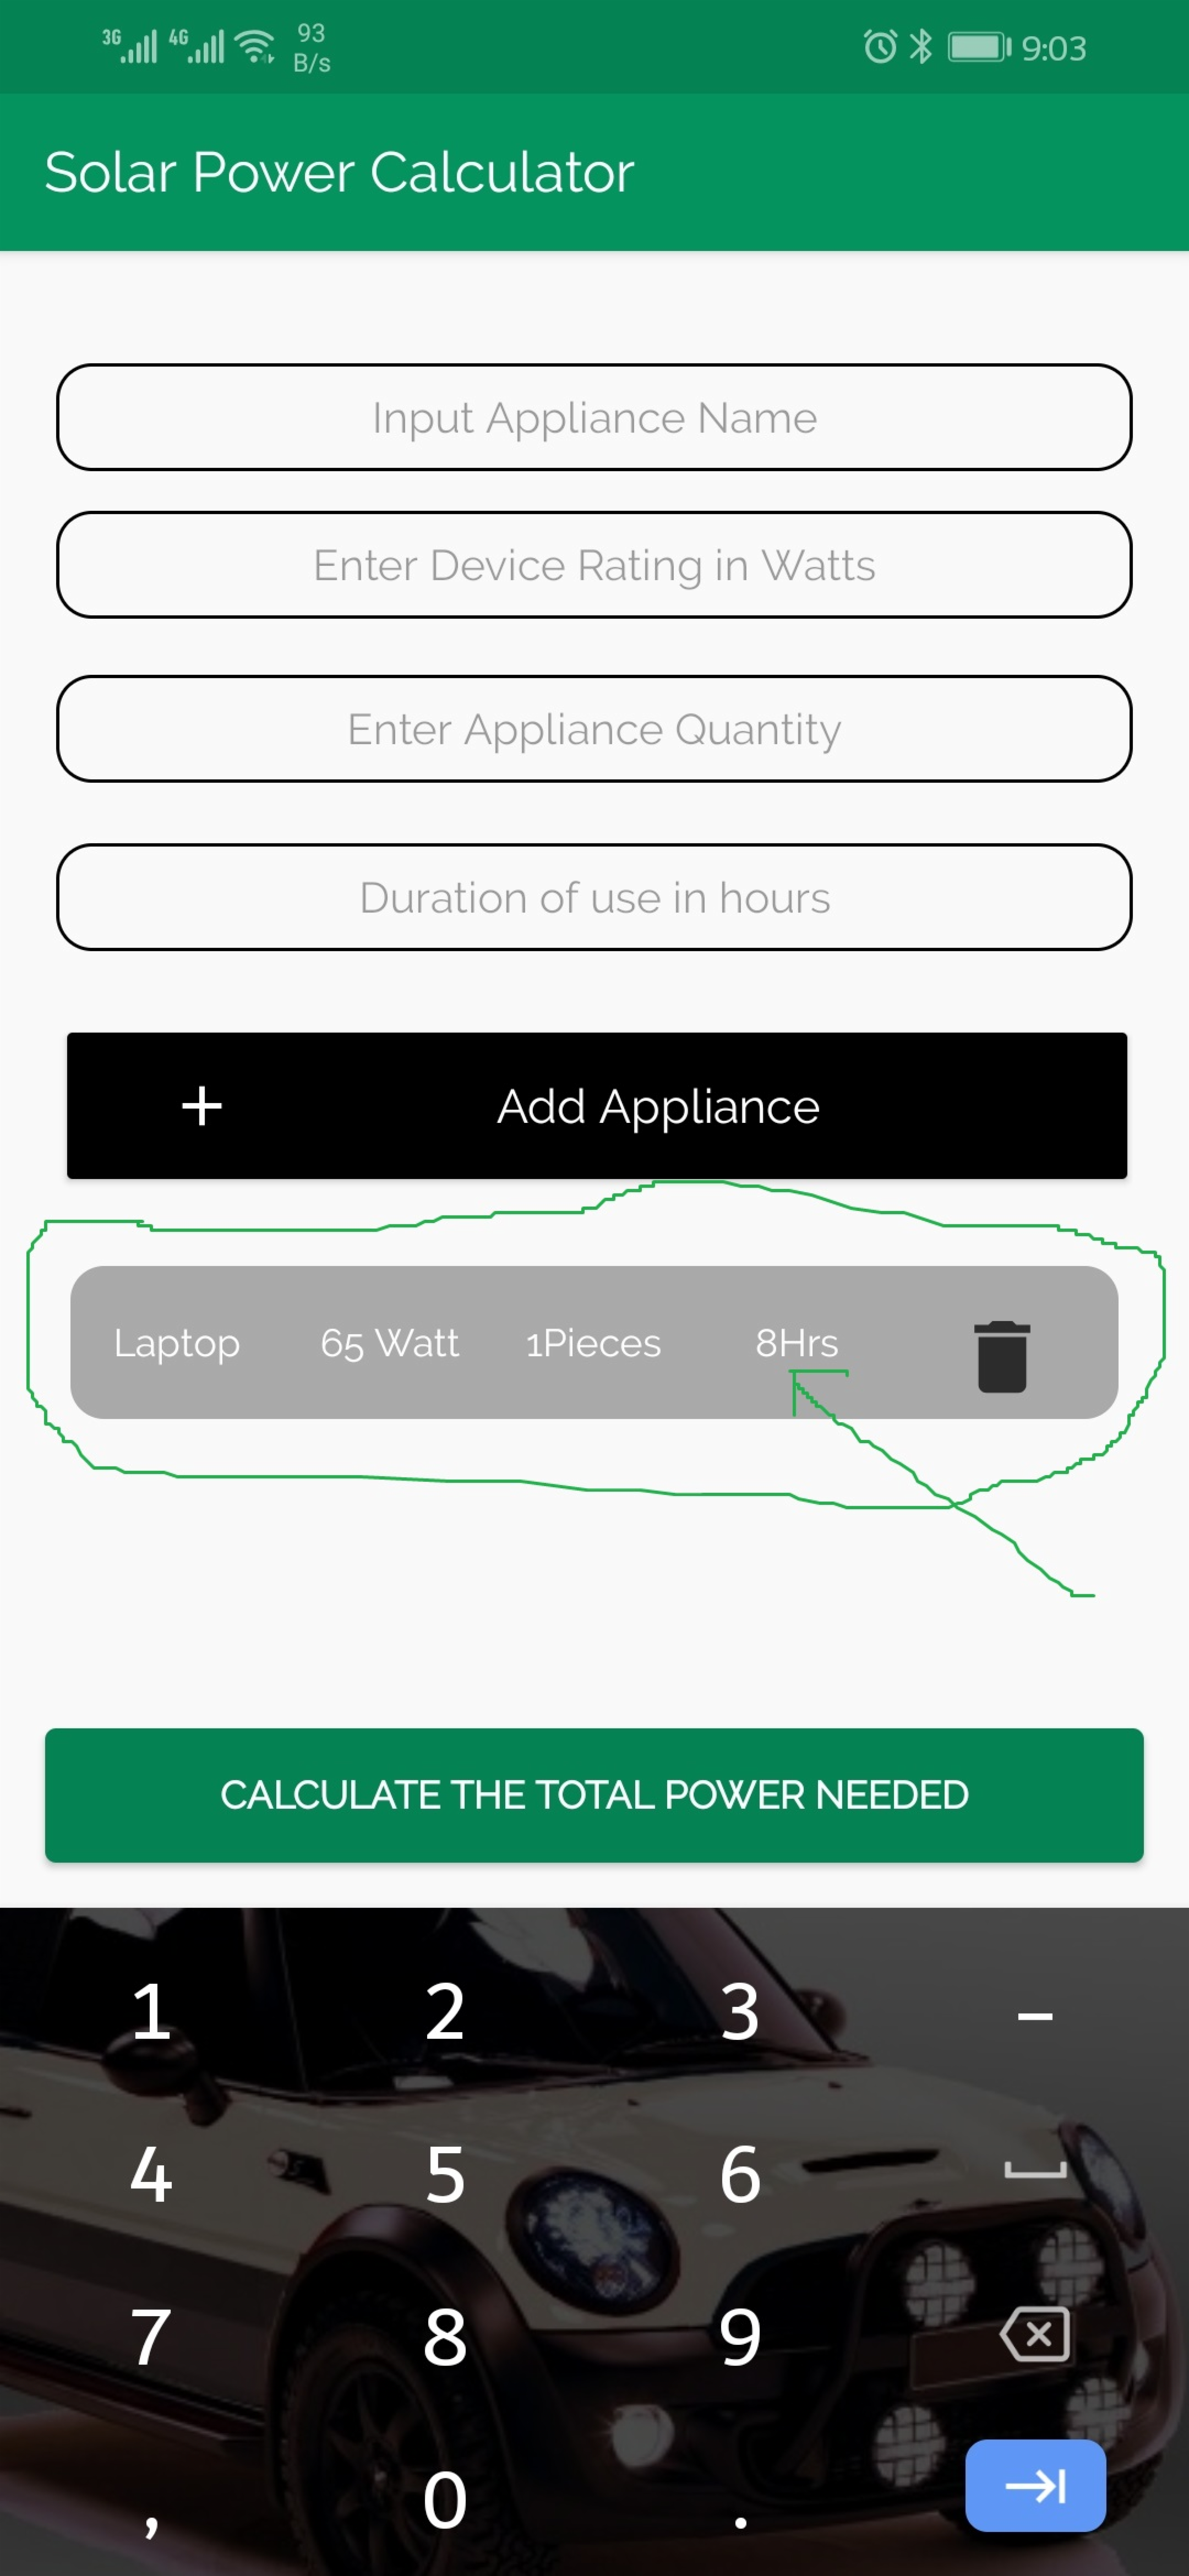 3G 4G 93 B/s 9:03
Solar Power Calculator
Input Appliance Name
Enter Device Rating in Watts
Enter Appliance Quantity
Duration of use in hours
+ Add Appliance
Laptop 65 Watt 1Pieces 8Hrs
CALCULATE THE TOTAL POWER NEEDED
1 2 3 -
4 5 6
7 8 9
, 0 .